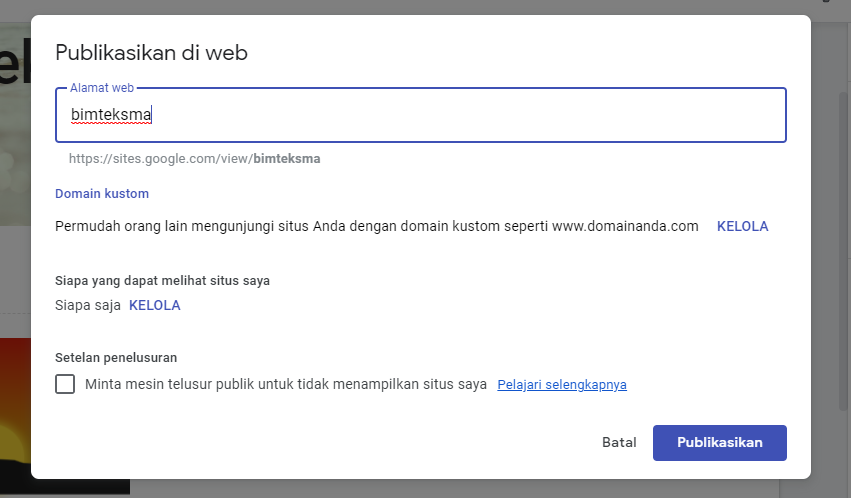 Publikasikan di web
Alamat web
bimteksma
https://sites.google.com/view/bimteksma
Domain kustom
Permudah orang lain mengunjungi situs Anda dengan domain kustom seperti www.domainanda.com KELOLA
Siapa yang dapat melihat situs saya
Siapa saja KELOLA
Setelan penelusuran
Minta mesin telusur publik untuk tidak menampilkan situs saya Pelajari selengkapnya
Batal Publikasikan